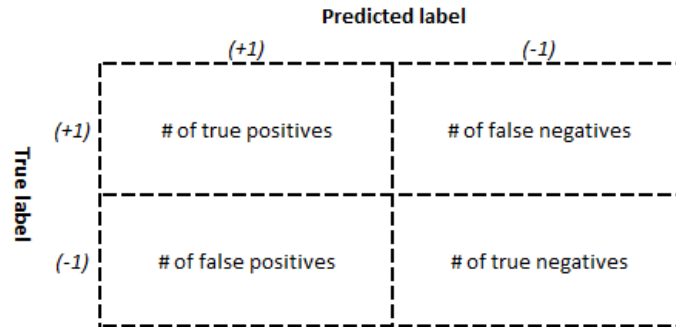 Predicted label
(+1) (-1)
(+1) # of true positives # of false negatives
True label
(-1) # of false positives # of true negatives